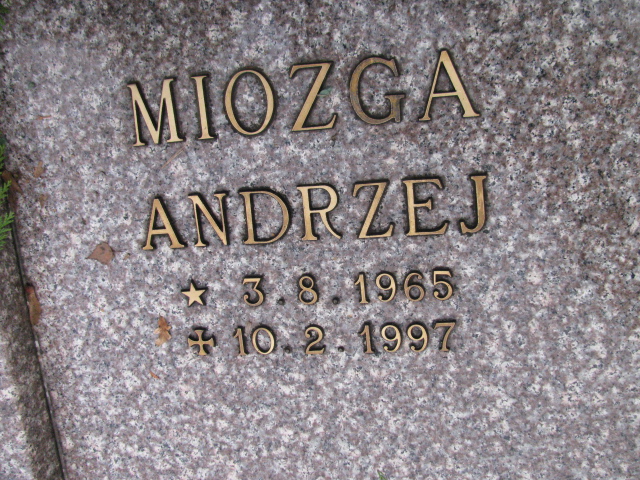 MIOZGA
ANDRZEJ
★ 3.8.1965
✠ 10.2.1997